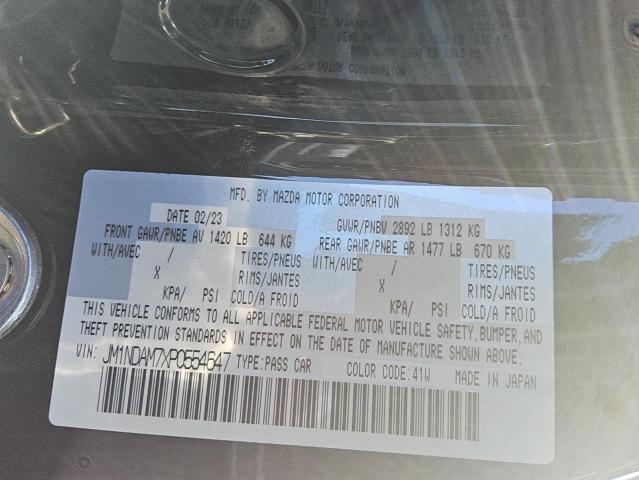 MFD. BY MAZDA MOTOR CORPORATION
DATE 02/23 GVWR/PNBV 2892 LB 1312 KG
FRONT GAWR/PNBE AV 1420 LB 644 KG REAR GAWR/PNBE AR 1477 LB 670 KG
WITH/AVEC / TIRES/PNEUS WITH/AVEC / TIRES/PNEUS
X RIMS/JANTES X RIMS/JANTES
KPA/ PSI COLD/A FROID KPA/ PSI COLD/A FROID
THIS VEHICLE CONFORMS TO ALL APPLICABLE FEDERAL MOTOR VEHICLE SAFETY, BUMPER, AND
THEFT PREVENTION STANDARDS IN EFFECT ON THE DATE OF MANUFACTURE SHOWN ABOVE.
VIN: JM1NDAM7XP0554547 TYPE:PASS CAR COLOR CODE:41W MADE IN JAPAN